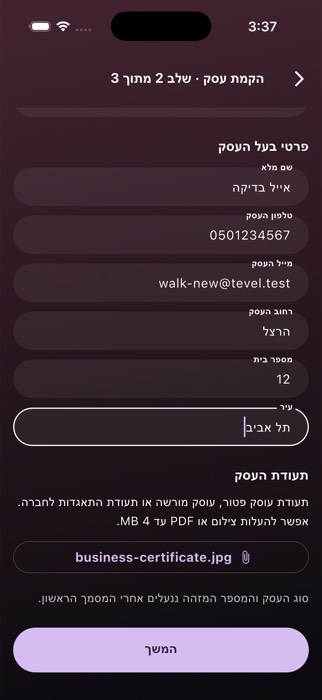 3:37
הקמת עסק · שלב 2 מתוך 3
פרטי בעל העסק
שם מלא
אייל בדיקה
טלפון העסק
0501234567
מייל העסק
walk-new@tevel.test
רחוב העסק
הרצל
מספר בית
12
עיר
תל אביב
תעודת העסק
תעודת עוסק פטור, עוסק מורשה או תעודת התאגדות לחברה.
אפשר להעלות צילום או PDF עד 4 MB.
business-certificate.jpg
סוג העסק והמספר המזהה ננעלים אחרי המסמך הראשון.
המשך